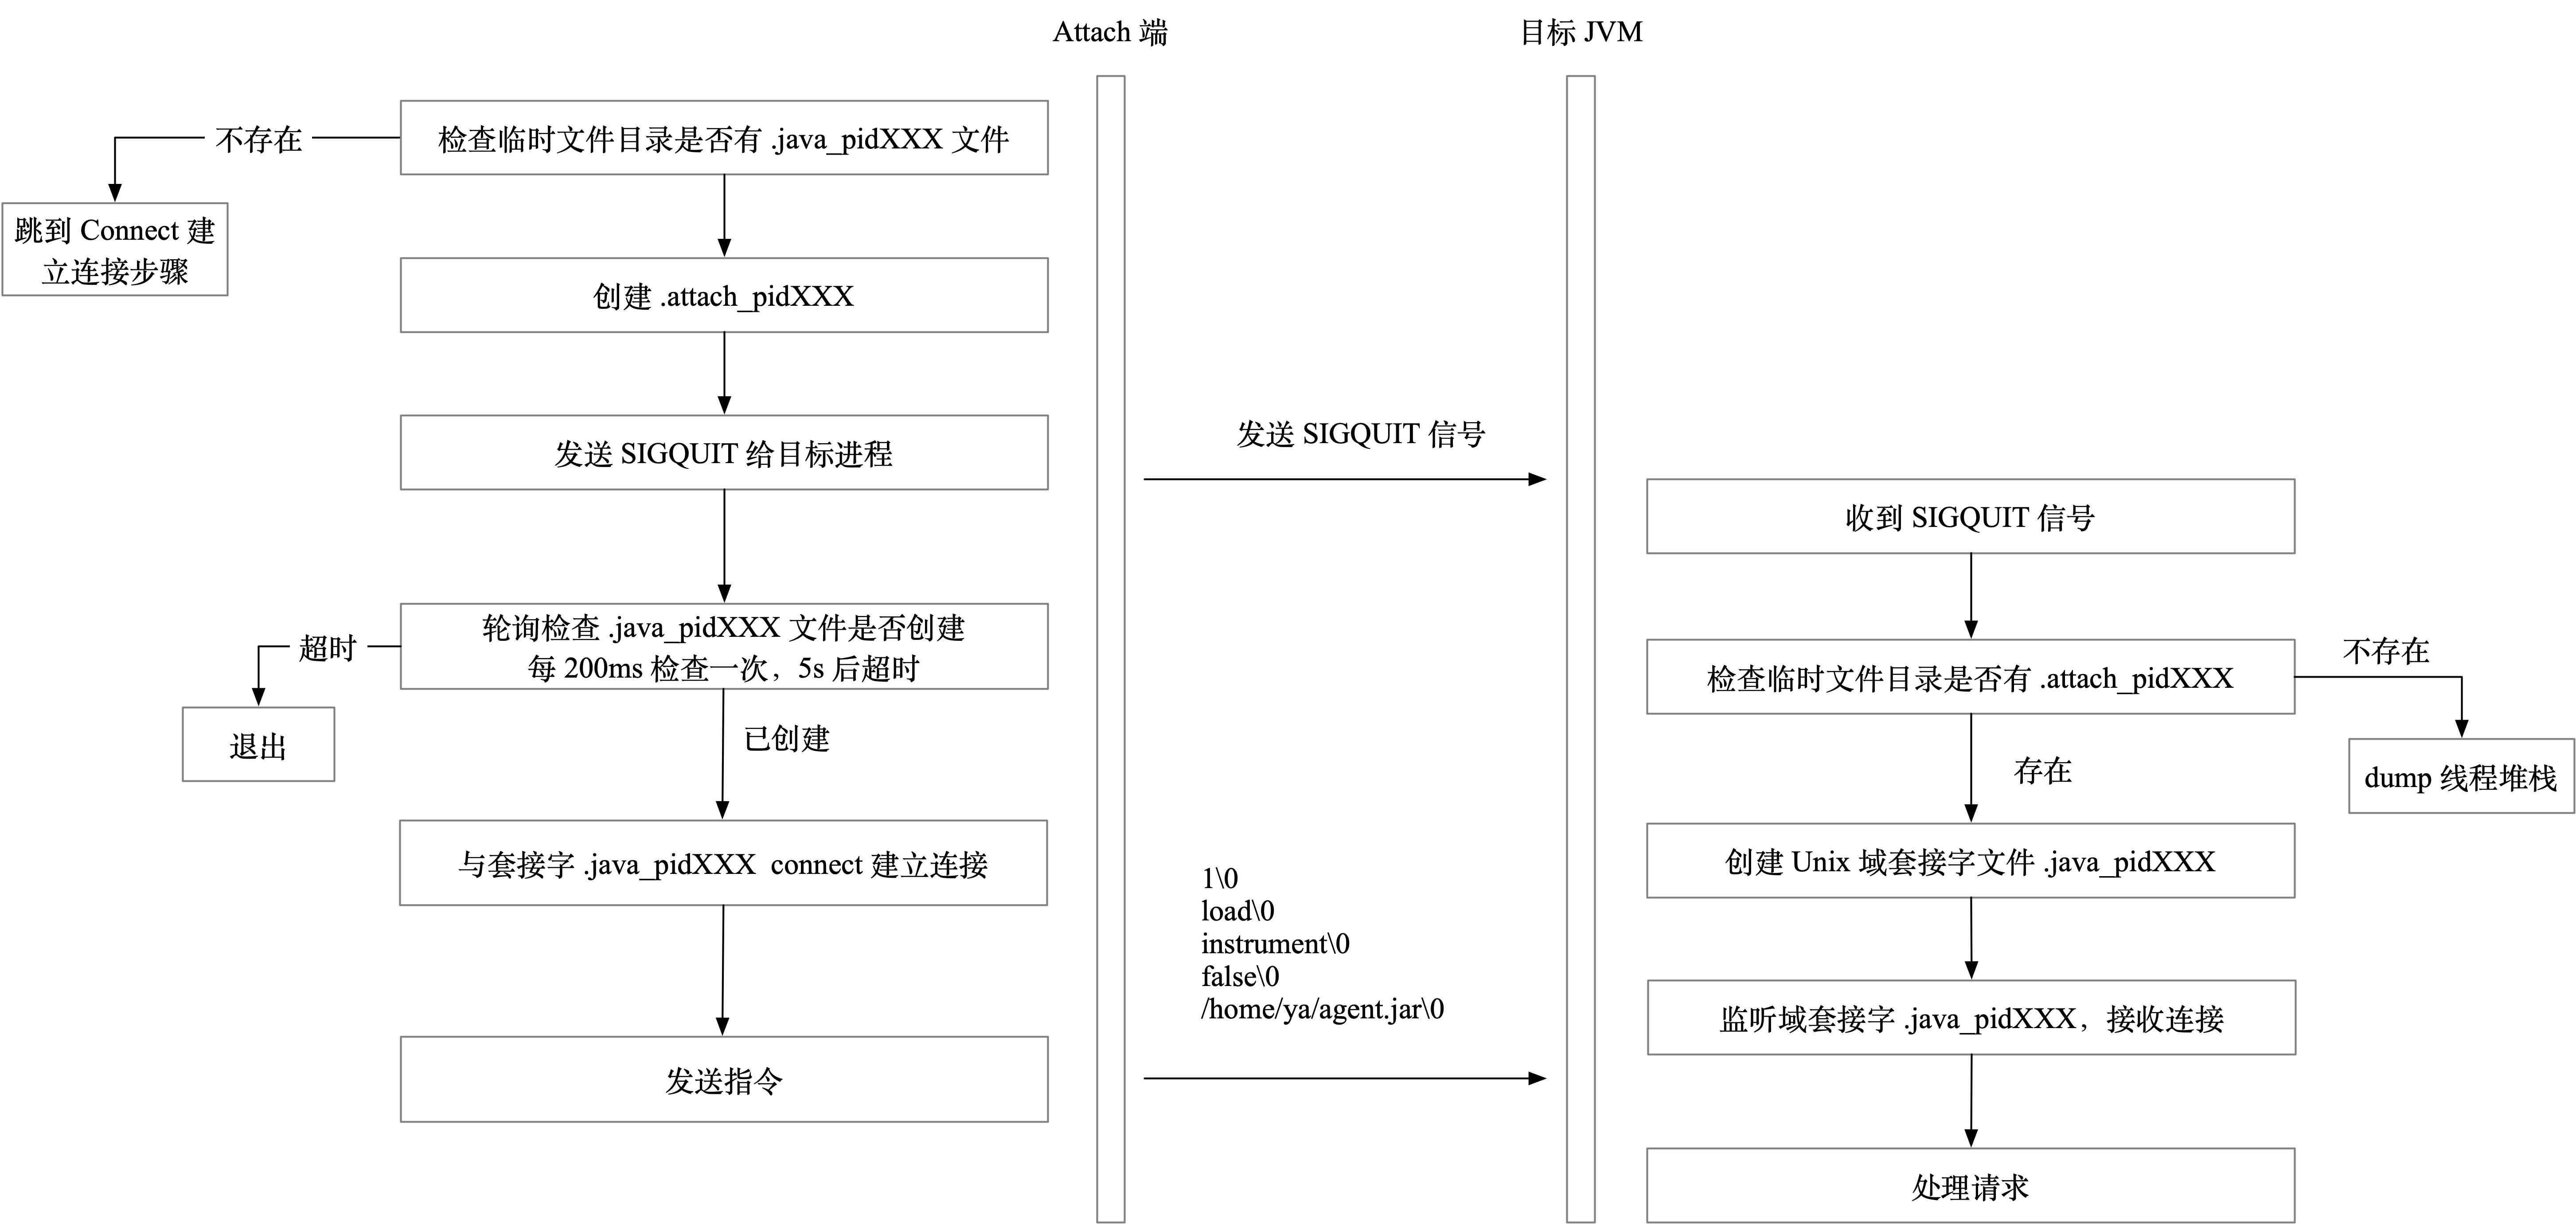 Attach 端
目标 JVM
检查临时文件目录是否有 .java_pidXXX 文件
不存在
跳到 Connect 建
立连接步骤
创建 .attach_pidXXX
发送 SIGQUIT 给目标进程
发送 SIGQUIT 信号
收到 SIGQUIT 信号
轮询检查 .java_pidXXX 文件是否创建
每 200ms 检查一次，5s 后超时
超时
退出
已创建
检查临时文件目录是否有 .attach_pidXXX
不存在
dump 线程堆栈
存在
与套接字 .java_pidXXX connect 建立连接
创建 Unix 域套接字文件 .java_pidXXX
1\0
load\0
instrument\0
false\0
/home/ya/agent.jar\0
监听域套接字 .java_pidXXX，接收连接
发送指令
处理请求